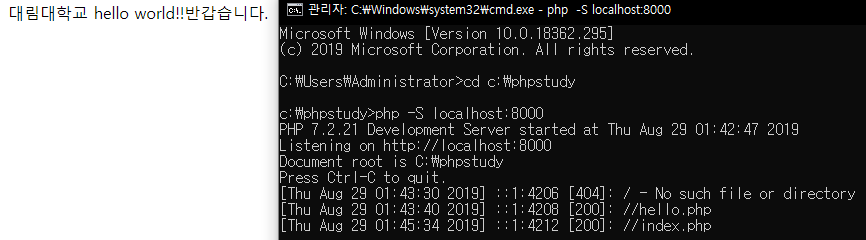 대림대학교 hello world!!반갑습니다.
관리자: C:₩Windows₩system32₩cmd.exe - php  -S localhost:8000
Microsoft Windows [Version 10.0.18362.295]
(c) 2019 Microsoft Corporation. All rights reserved.
C:₩Users₩Administrator>cd c:₩phpstudy
c:₩phpstudy>php -S localhost:8000
PHP 7.2.21 Development Server started at Thu Aug 29 01:42:47 2019
Listening on http://localhost:8000
Document root is C:₩phpstudy
Press Ctrl-C to quit.
[Thu Aug 29 01:43:30 2019] ::1:4206 [404]: / - No such file or directory
[Thu Aug 29 01:43:40 2019] ::1:4208 [200]: //hello.php
[Thu Aug 29 01:45:34 2019] ::1:4212 [200]: //index.php